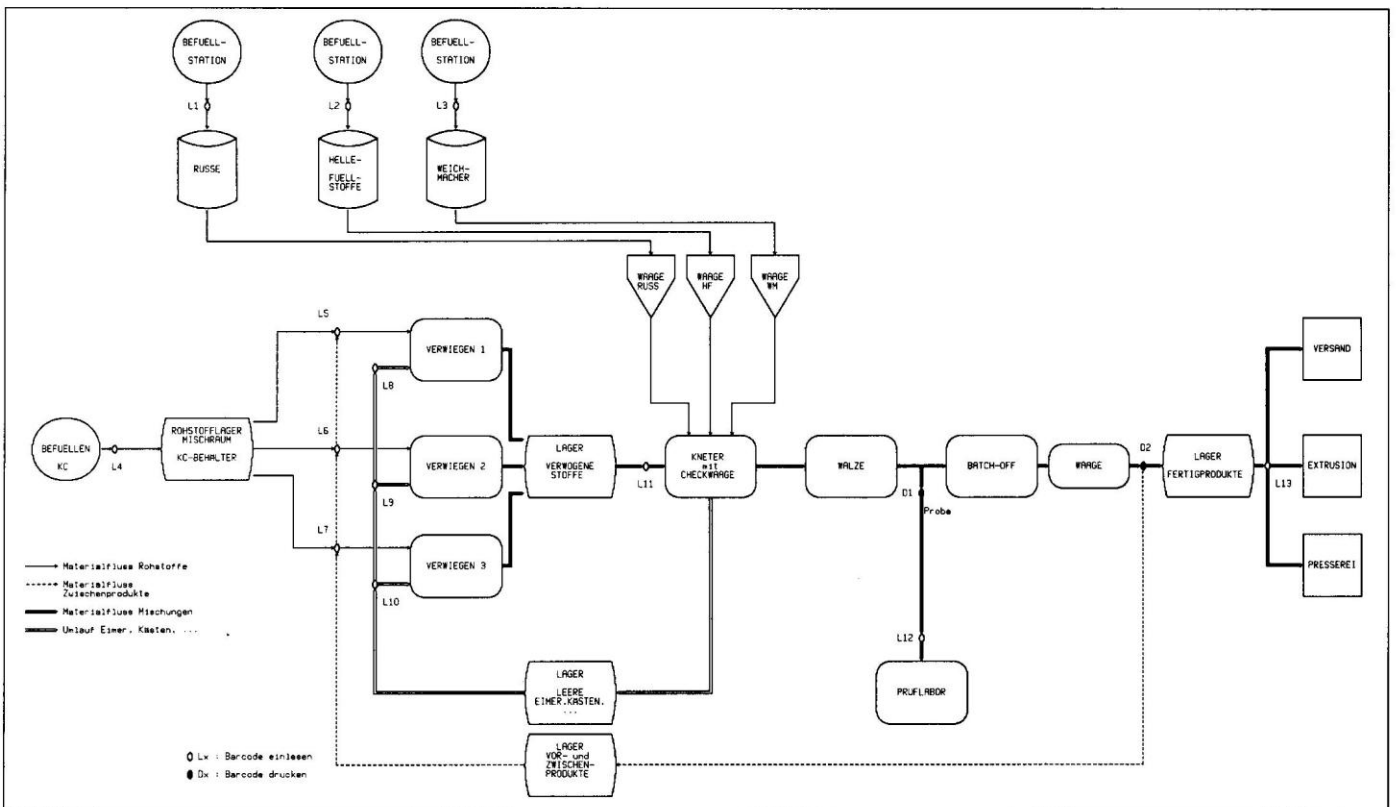 BEFUELL-
STATION
BEFUELL-
STATION
BEFUELL-
STATION
L1
L2
L3
RUSSE
HELLE-
FUELL-
STOFFE
WEICH-
MACHER
WAAGE
RUSS
WAAGE
HF
WAAGE
WM
L5
VERWIEGEN 1
L8
VERSAND
BEFUELLEN
KC
L4
ROHSTOFFLAGER
MISCHRAUM
KC-BEHALTER
L6
VERWIEGEN 2
L9
LAGER
VERWOGENE
STOFFE
L11
KNETER
mit
CHECKWAAGE
WALZE
D1
Probe
BATCH-OFF
WAAGE
D2
LAGER
FERTIGPRODUKTE
L13
EXTRUSION
L7
VERWIEGEN 3
L10
PRESSEREI
Materialfluss Rohstoffe
Materialfluss
Zwischenprodukte
Materialfluss Mischungen
Umlauf Eimer, Kästen, ...
L12
PRUFLABOR
LAGER
LEERE
EIMER,KASTEN,
...
LAGER
VOR- und
ZWISCHEN-
PRODUKTE
Lx : Barcode einlesen
Dx : Barcode drucken